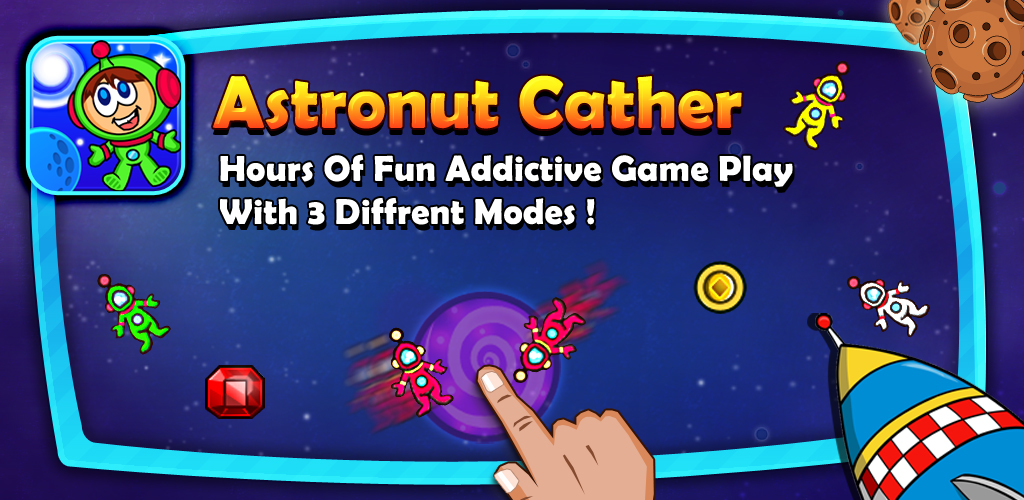 Astronut Cather
Hours Of Fun Addictive Game Play
With 3 Diffrent Modes !